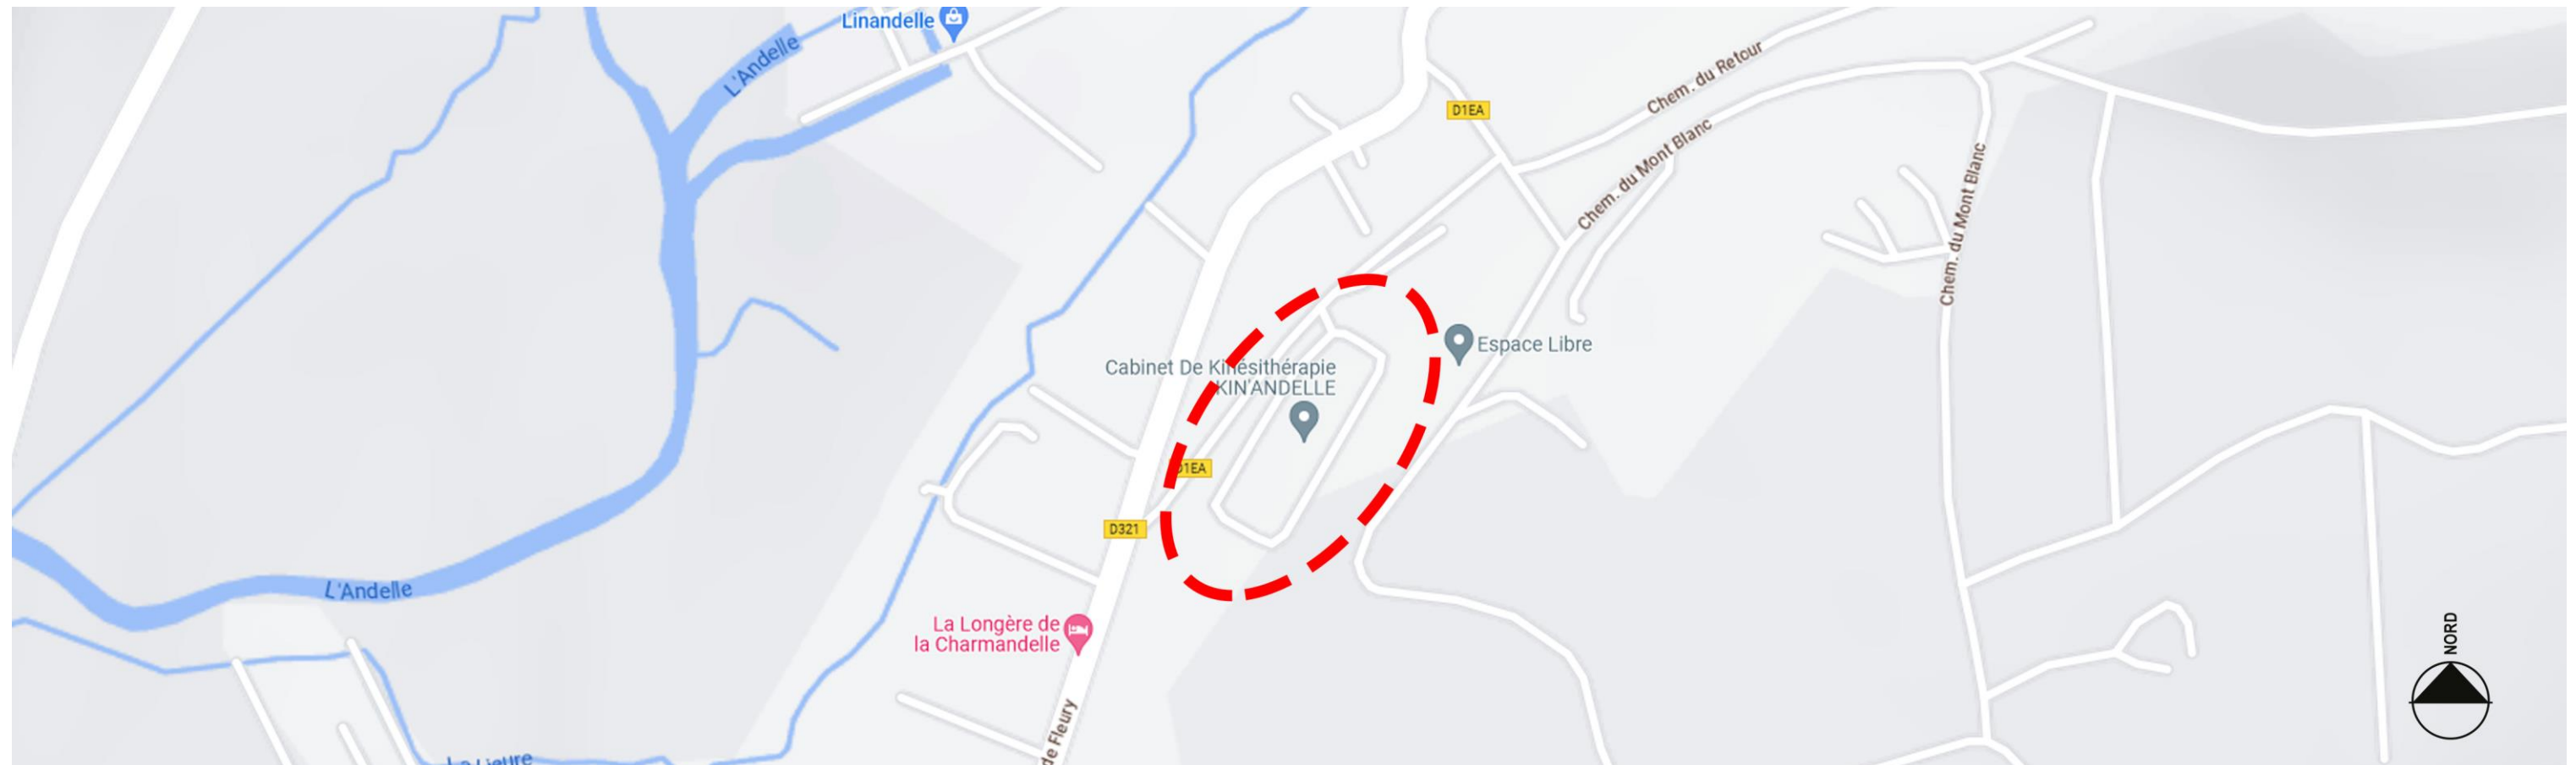 Linandelle
L'Andelle
Chem. du Retour
D1EA
Chem. du Mont Blanc
Chem. du Mont Blanc
Espace Libre
Cabinet De Kinésithérapie
KIN'ANDELLE
D1EA
D321
L'Andelle
La Longère de
la Charmandelle
NORD
de Fleury